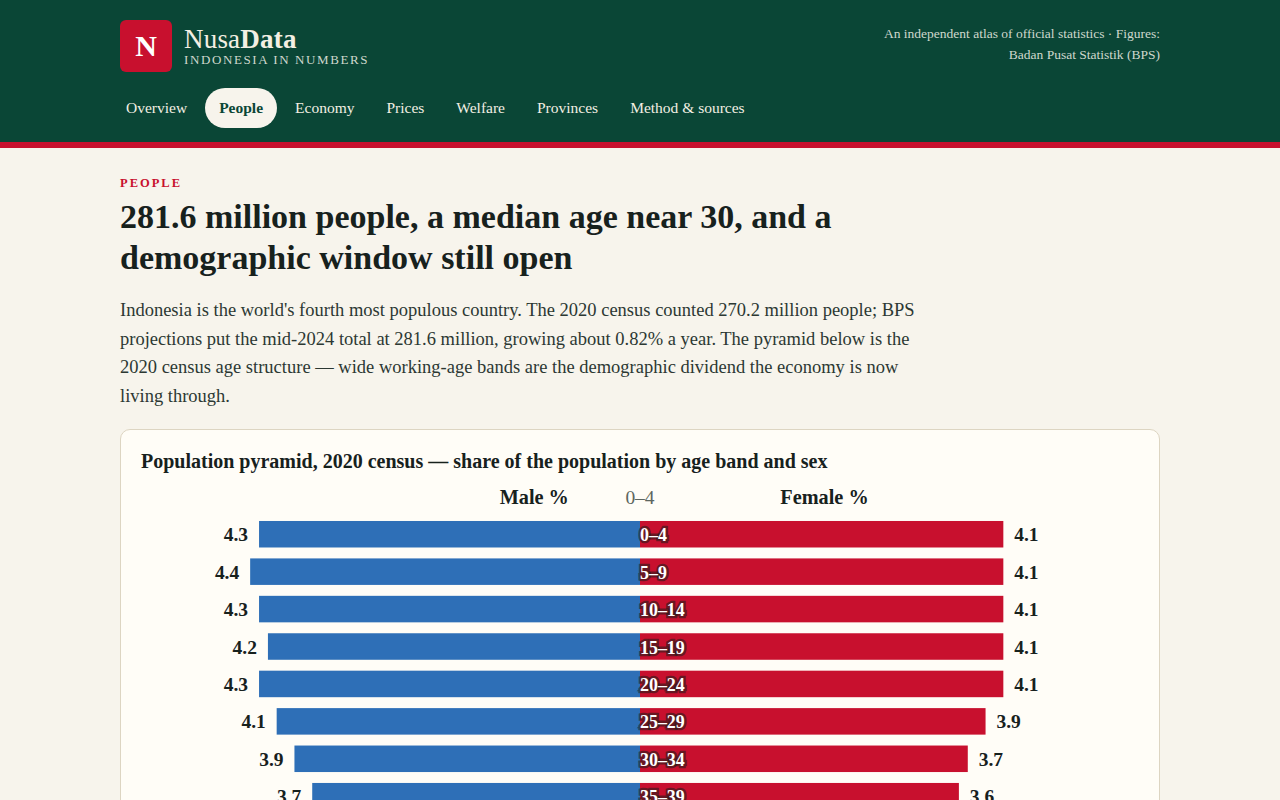 N
NusaData
INDONESIA IN NUMBERS
An independent atlas of official statistics · Figures:
Badan Pusat Statistik (BPS)
Overview People Economy Prices Welfare Provinces Method & sources
PEOPLE
281.6 million people, a median age near 30, and a
demographic window still open
Indonesia is the world's fourth most populous country. The 2020 census counted 270.2 million people; BPS
projections put the mid-2024 total at 281.6 million, growing about 0.82% a year. The pyramid below is the
2020 census age structure — wide working-age bands are the demographic dividend the economy is now
living through.
Population pyramid, 2020 census — share of the population by age band and sex
Male % 0–4 Female %
4.3 0–4 4.1
4.4 5–9 4.1
4.3 10–14 4.1
4.2 15–19 4.1
4.3 20–24 4.1
4.1 25–29 3.9
3.9 30–34 3.7
3.7 35–39 3.6